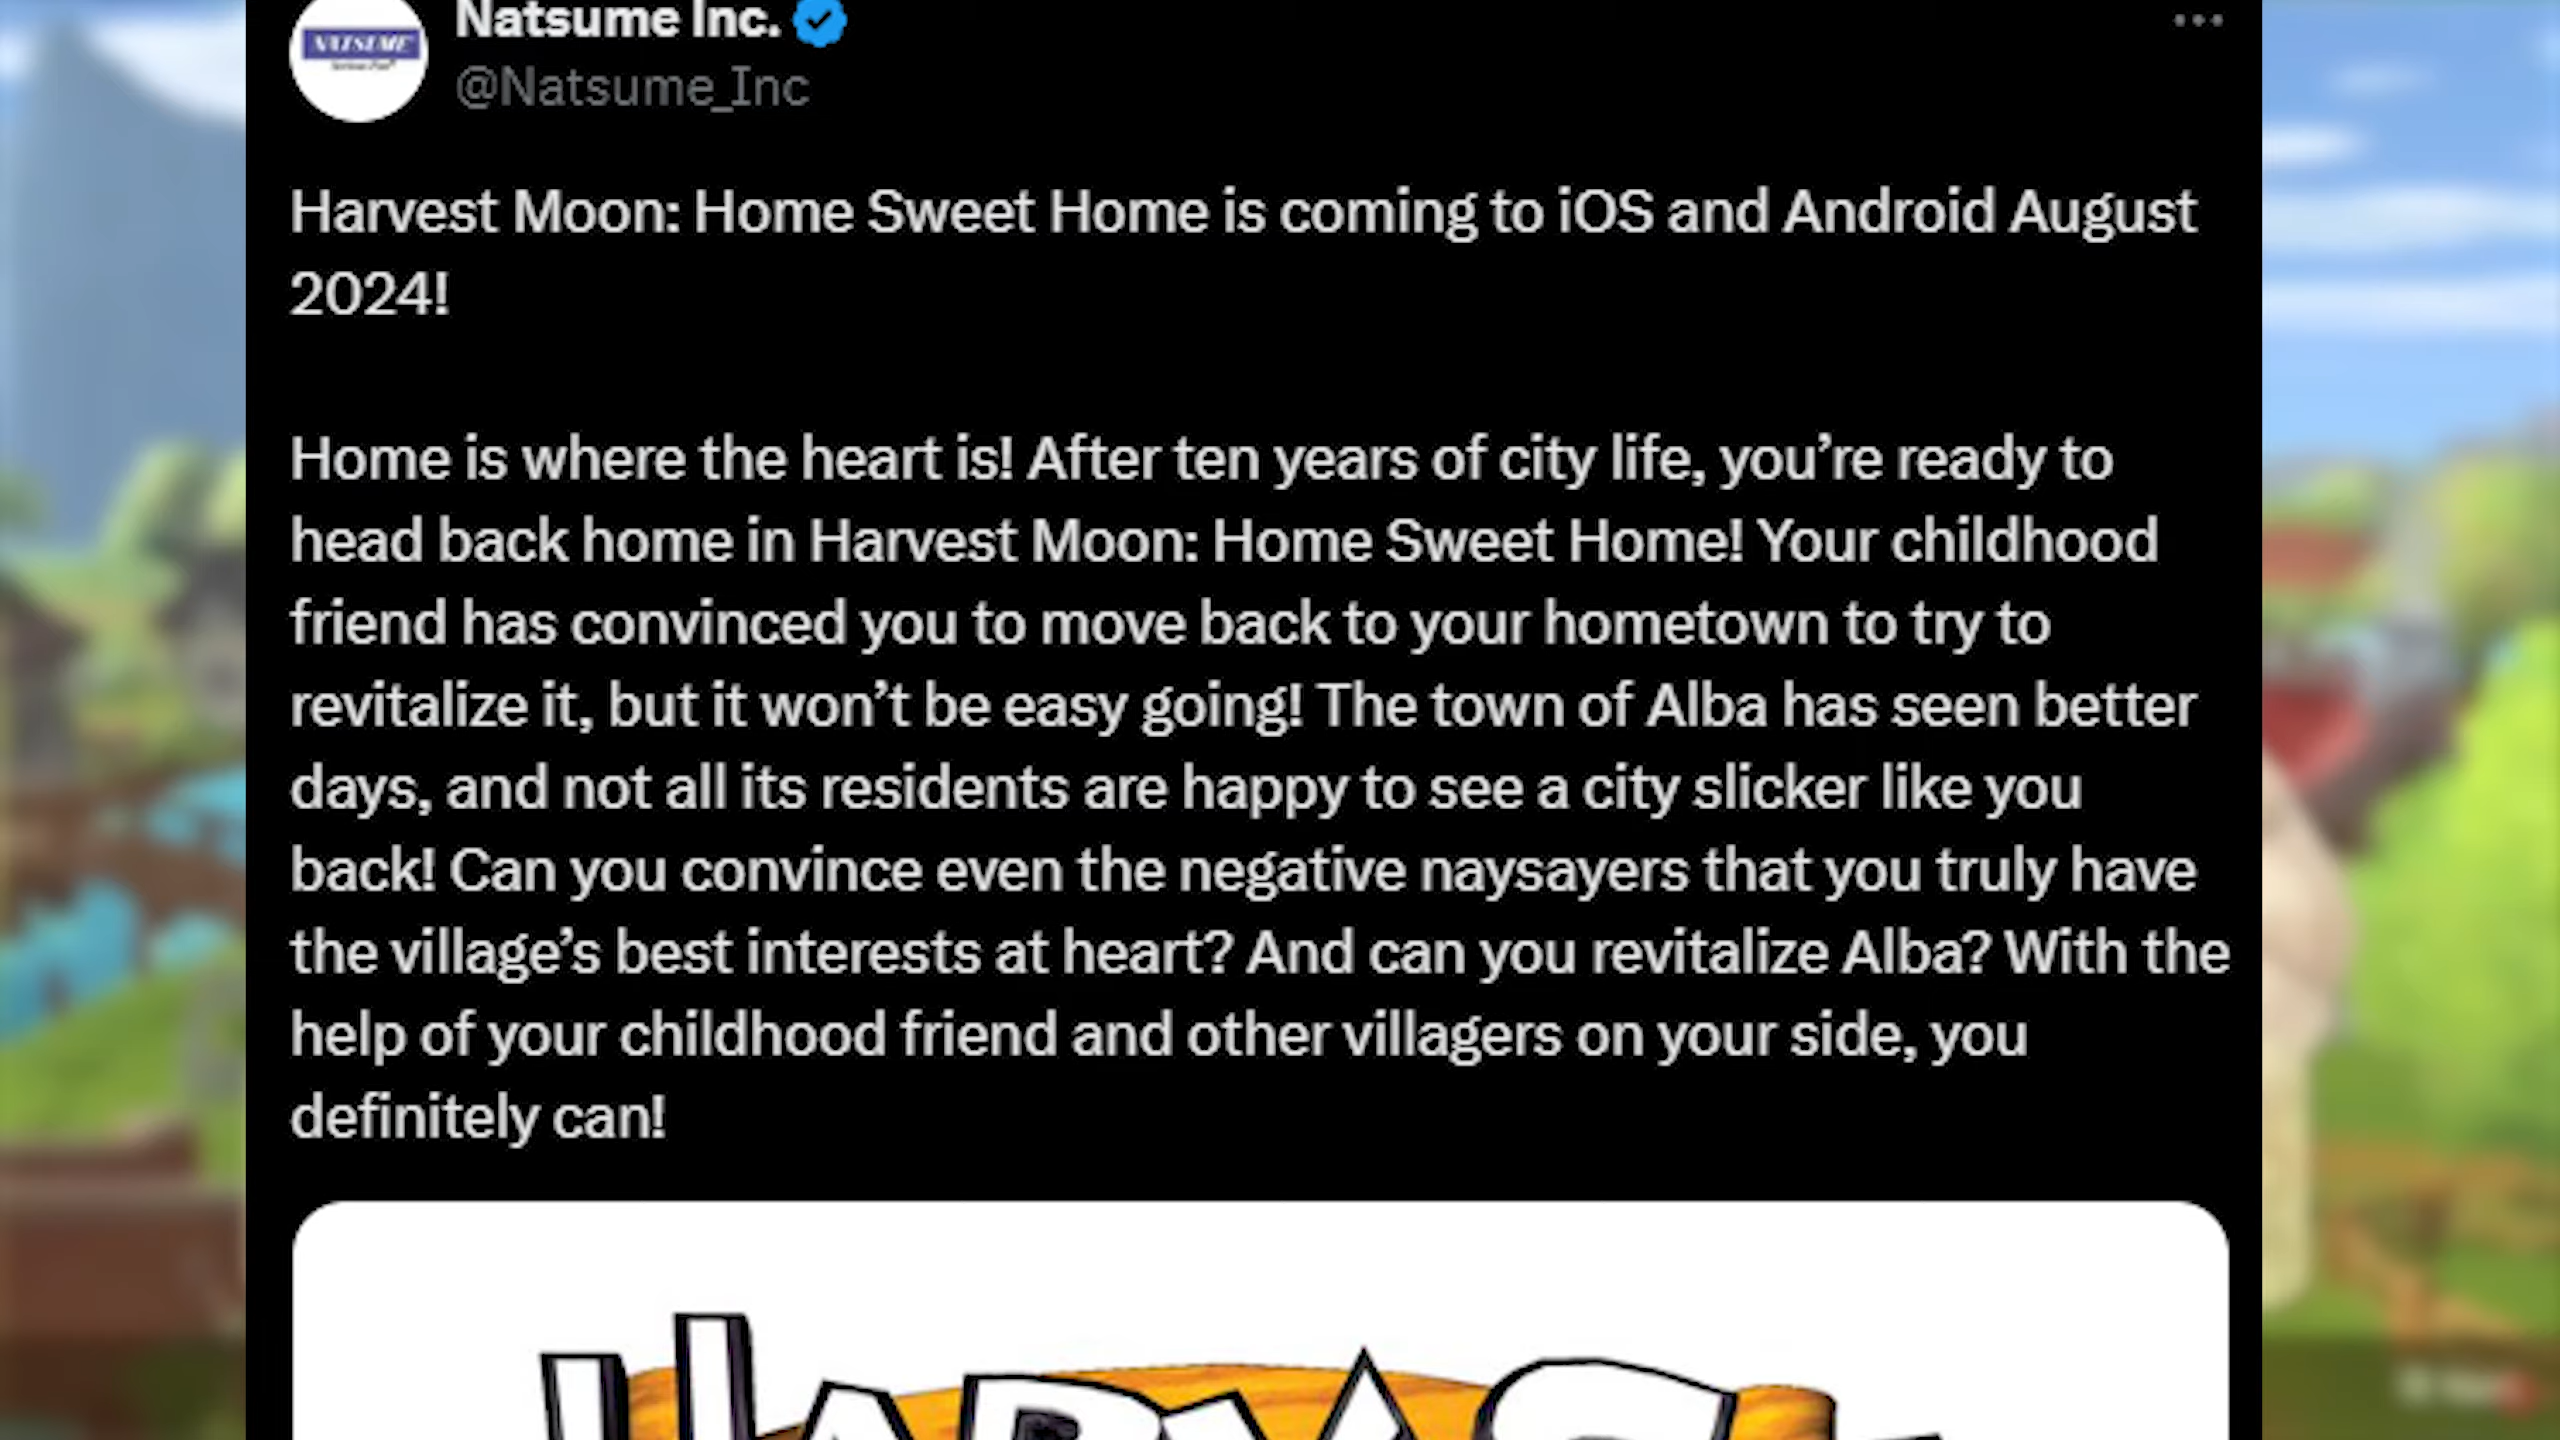 Natsume Inc.
NATSUME
@Natsume_Inc
Harvest Moon: Home Sweet Home is coming to iOS and Android August
2024!
Home is where the heart is! After ten years of city life, you’re ready to
head back home in Harvest Moon: Home Sweet Home! Your childhood
friend has convinced you to move back to your hometown to try to
revitalize it, but it won’t be easy going! The town of Alba has seen better
days, and not all its residents are happy to see a city slicker like you
back! Can you convince even the negative naysayers that you truly have
the village’s best interests at heart? And can you revitalize Alba? With the
help of your childhood friend and other villagers on your side, you
definitely can!